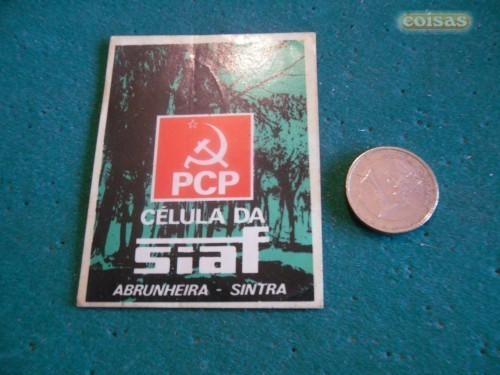 coisas
PCP
CÉLULA DA
siaf
ABRUNHEIRA - SINTRA